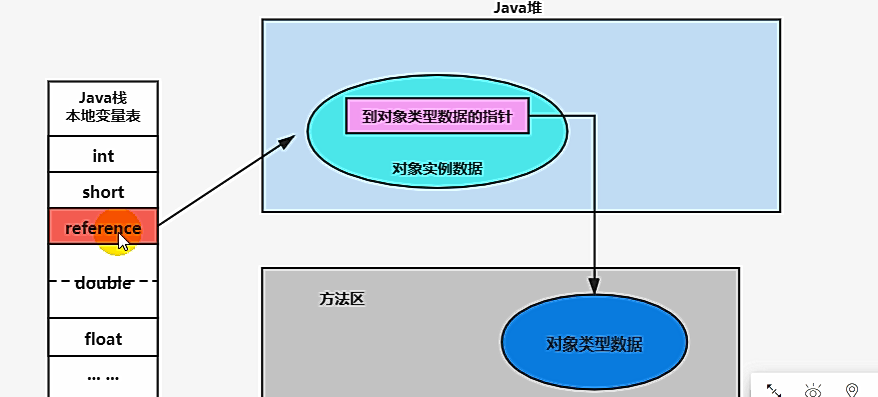 Java堆
Java栈
本地变量表
int
short
reference
double
float
... ...
到对象类型数据的指针
对象实例数据
方法区
对象类型数据